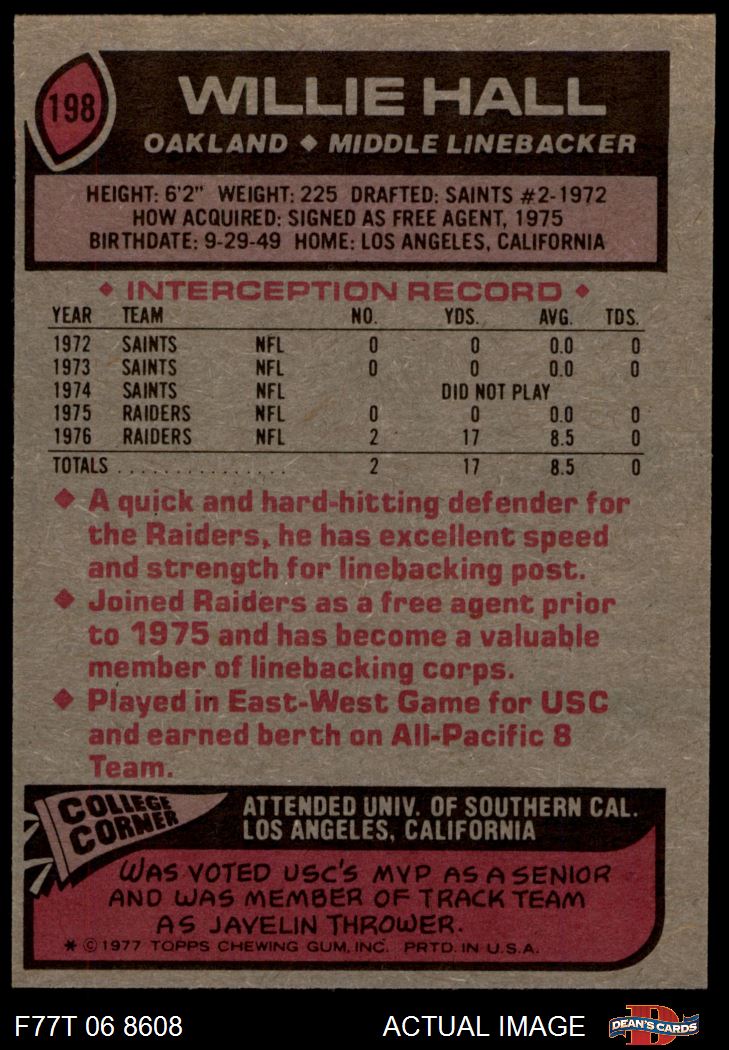 198
WILLIE HALL
OAKLAND ◆ MIDDLE LINEBACKER
HEIGHT: 6'2" WEIGHT: 225 DRAFTED: SAINTS #2-1972
HOW ACQUIRED: SIGNED AS FREE AGENT, 1975
BIRTHDATE: 9-29-49 HOME: LOS ANGELES, CALIFORNIA
◆ INTERCEPTION RECORD ◆
YEAR TEAM NO. YDS. AVG. TDS.
1972 SAINTS NFL 0 0 0.0 0
1973 SAINTS NFL 0 0 0.0 0
1974 SAINTS NFL DID NOT PLAY
1975 RAIDERS NFL 0 0 0.0 0
1976 RAIDERS NFL 2 17 8.5 0
TOTALS . . . . . . . . . . . . . . . 2 17 8.5 0
◆ A quick and hard-hitting defender for
the Raiders, he has excellent speed
and strength for linebacking post.
◆ Joined Raiders as a free agent prior
to 1975 and has become a valuable
member of linebacking corps.
◆ Played in East-West Game for USC
and earned berth on All-Pacific 8
Team.
COLLEGE
CORNER
ATTENDED UNIV. OF SOUTHERN CAL.
LOS ANGELES, CALIFORNIA
WAS VOTED USC'S MVP AS A SENIOR
AND WAS MEMBER OF TRACK TEAM
AS JAVELIN THROWER.
* © 1977 TOPPS CHEWING GUM, INC. PRTD. IN U.S.A.
F77T 06 8608
ACTUAL IMAGE
D
DEAN'S CARDS